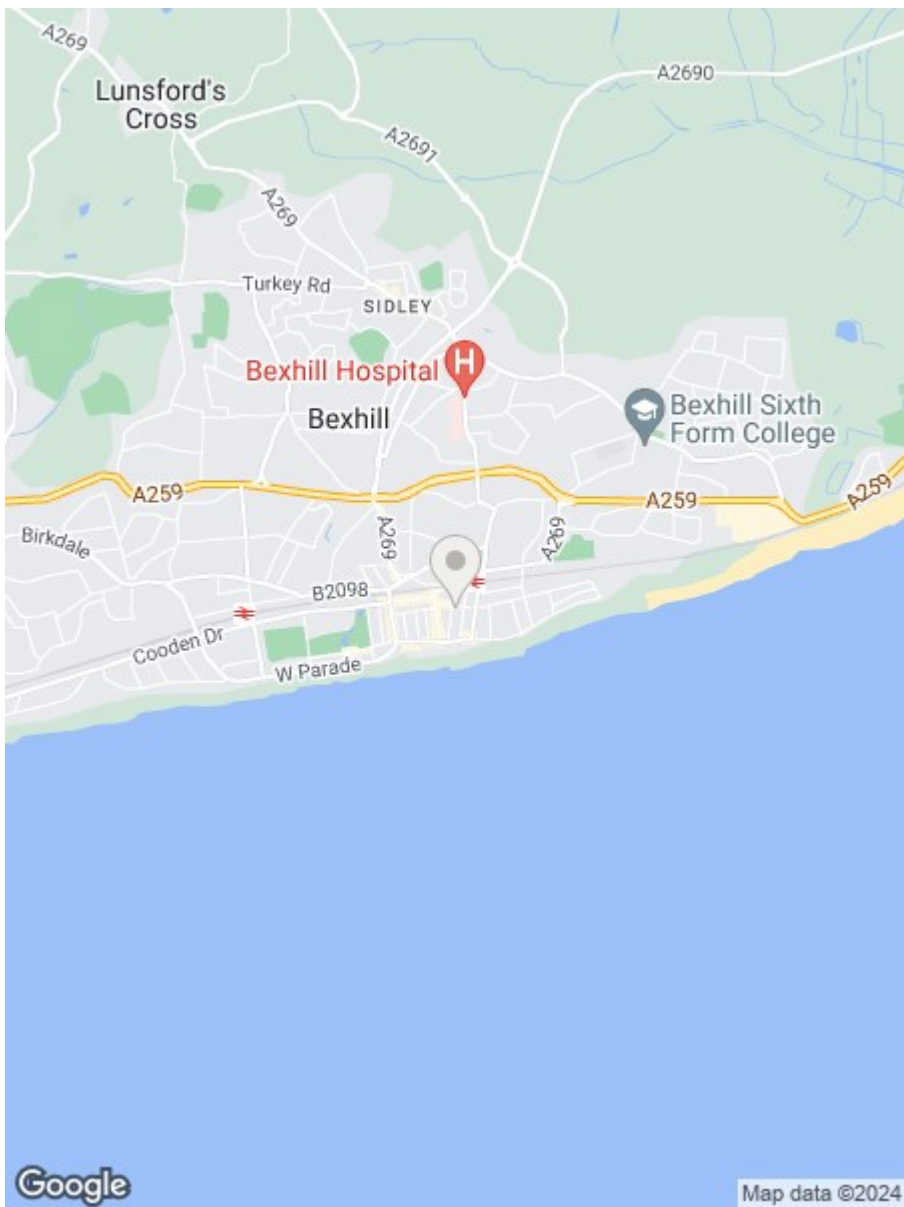 A269
A2690
Lunsford's
Cross
A2691
A269
Turkey Rd
SIDLEY
H
Bexhill Hospital
Bexhill
Bexhill Sixth
Form College
A259
A259
A259
Birkdale
A269
A269
B2098
Cooden Dr
W Parade
Google
Map data ©2024